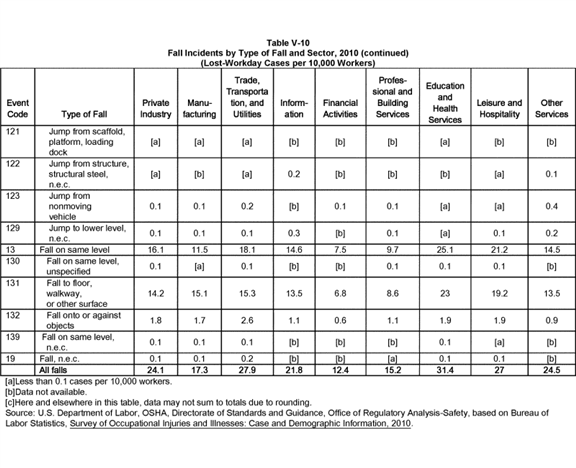 Table V-10
Fall Incidents by Type of Fall and Sector, 2010 (continued)
(Lost-Workday Cases per 10,000 Workers)
Event Code | Type of Fall | Private Industry | Manu-facturing | Trade, Transporta tion, and Utilities | Inform-ation | Financial Activities | Profes-sional and Building Services | Education and Health Services | Leisure and Hospitality | Other Services
121 | Jump from scaffold, platform, loading dock | [a] | [a] | [a] | [b] | [b] | [b] | [a] | [b] | [b]
122 | Jump from structure, structural steel, n.e.c. | [a] | [b] | [a] | 0.2 | [b] | [b] | [b] | [a] | 0.1
123 | Jump from nonmoving vehicle | 0.1 | 0.1 | 0.2 | [b] | 0.1 | 0.1 | [a] | [a] | 0.4
129 | Jump to lower level, n.e.c. | 0.1 | 0.1 | 0.1 | 0.3 | [b] | 0.1 | [a] | 0.1 | 0.2
13 | Fall on same level | 16.1 | 11.5 | 18.1 | 14.6 | 7.5 | 9.7 | 25.1 | 21.2 | 14.5
130 | Fall on same level, unspecified | 0.1 | [a] | 0.1 | [b] | [b] | 0.1 | 0.1 | 0.1 | [b]
131 | Fall to floor, walkway, or other surface | 14.2 | 15.1 | 15.3 | 13.5 | 6.8 | 8.6 | 23 | 19.2 | 13.5
132 | Fall onto or against objects | 1.8 | 1.7 | 2.6 | 1.1 | 0.6 | 1.1 | 1.9 | 1.9 | 0.9
139 | Fall on same level, n.e.c. | 0.1 | 0.1 | 0.1 | [b] | [b] | [b] | 0.1 | [a] | [b]
19 | Fall, n.e.c. | 0.1 | 0.1 | 0.2 | [b] | [b] | [a] | 0.1 | 0.1 | [b]
All falls | 24.1 | 17.3 | 27.9 | 21.8 | 12.4 | 15.2 | 31.4 | 27 | 24.5
[a]Less than 0.1 cases per 10,000 workers.
[b]Data not available.
[c]Here and elsewhere in this table, data may not sum to totals due to rounding.
Source: U.S. Department of Labor, OSHA, Directorate of Standards and Guidance, Office of Regulatory Analysis-Safety, based on Bureau of
Labor Statistics, Survey of Occupational Injuries and Illnesses: Case and Demographic Information, 2010.